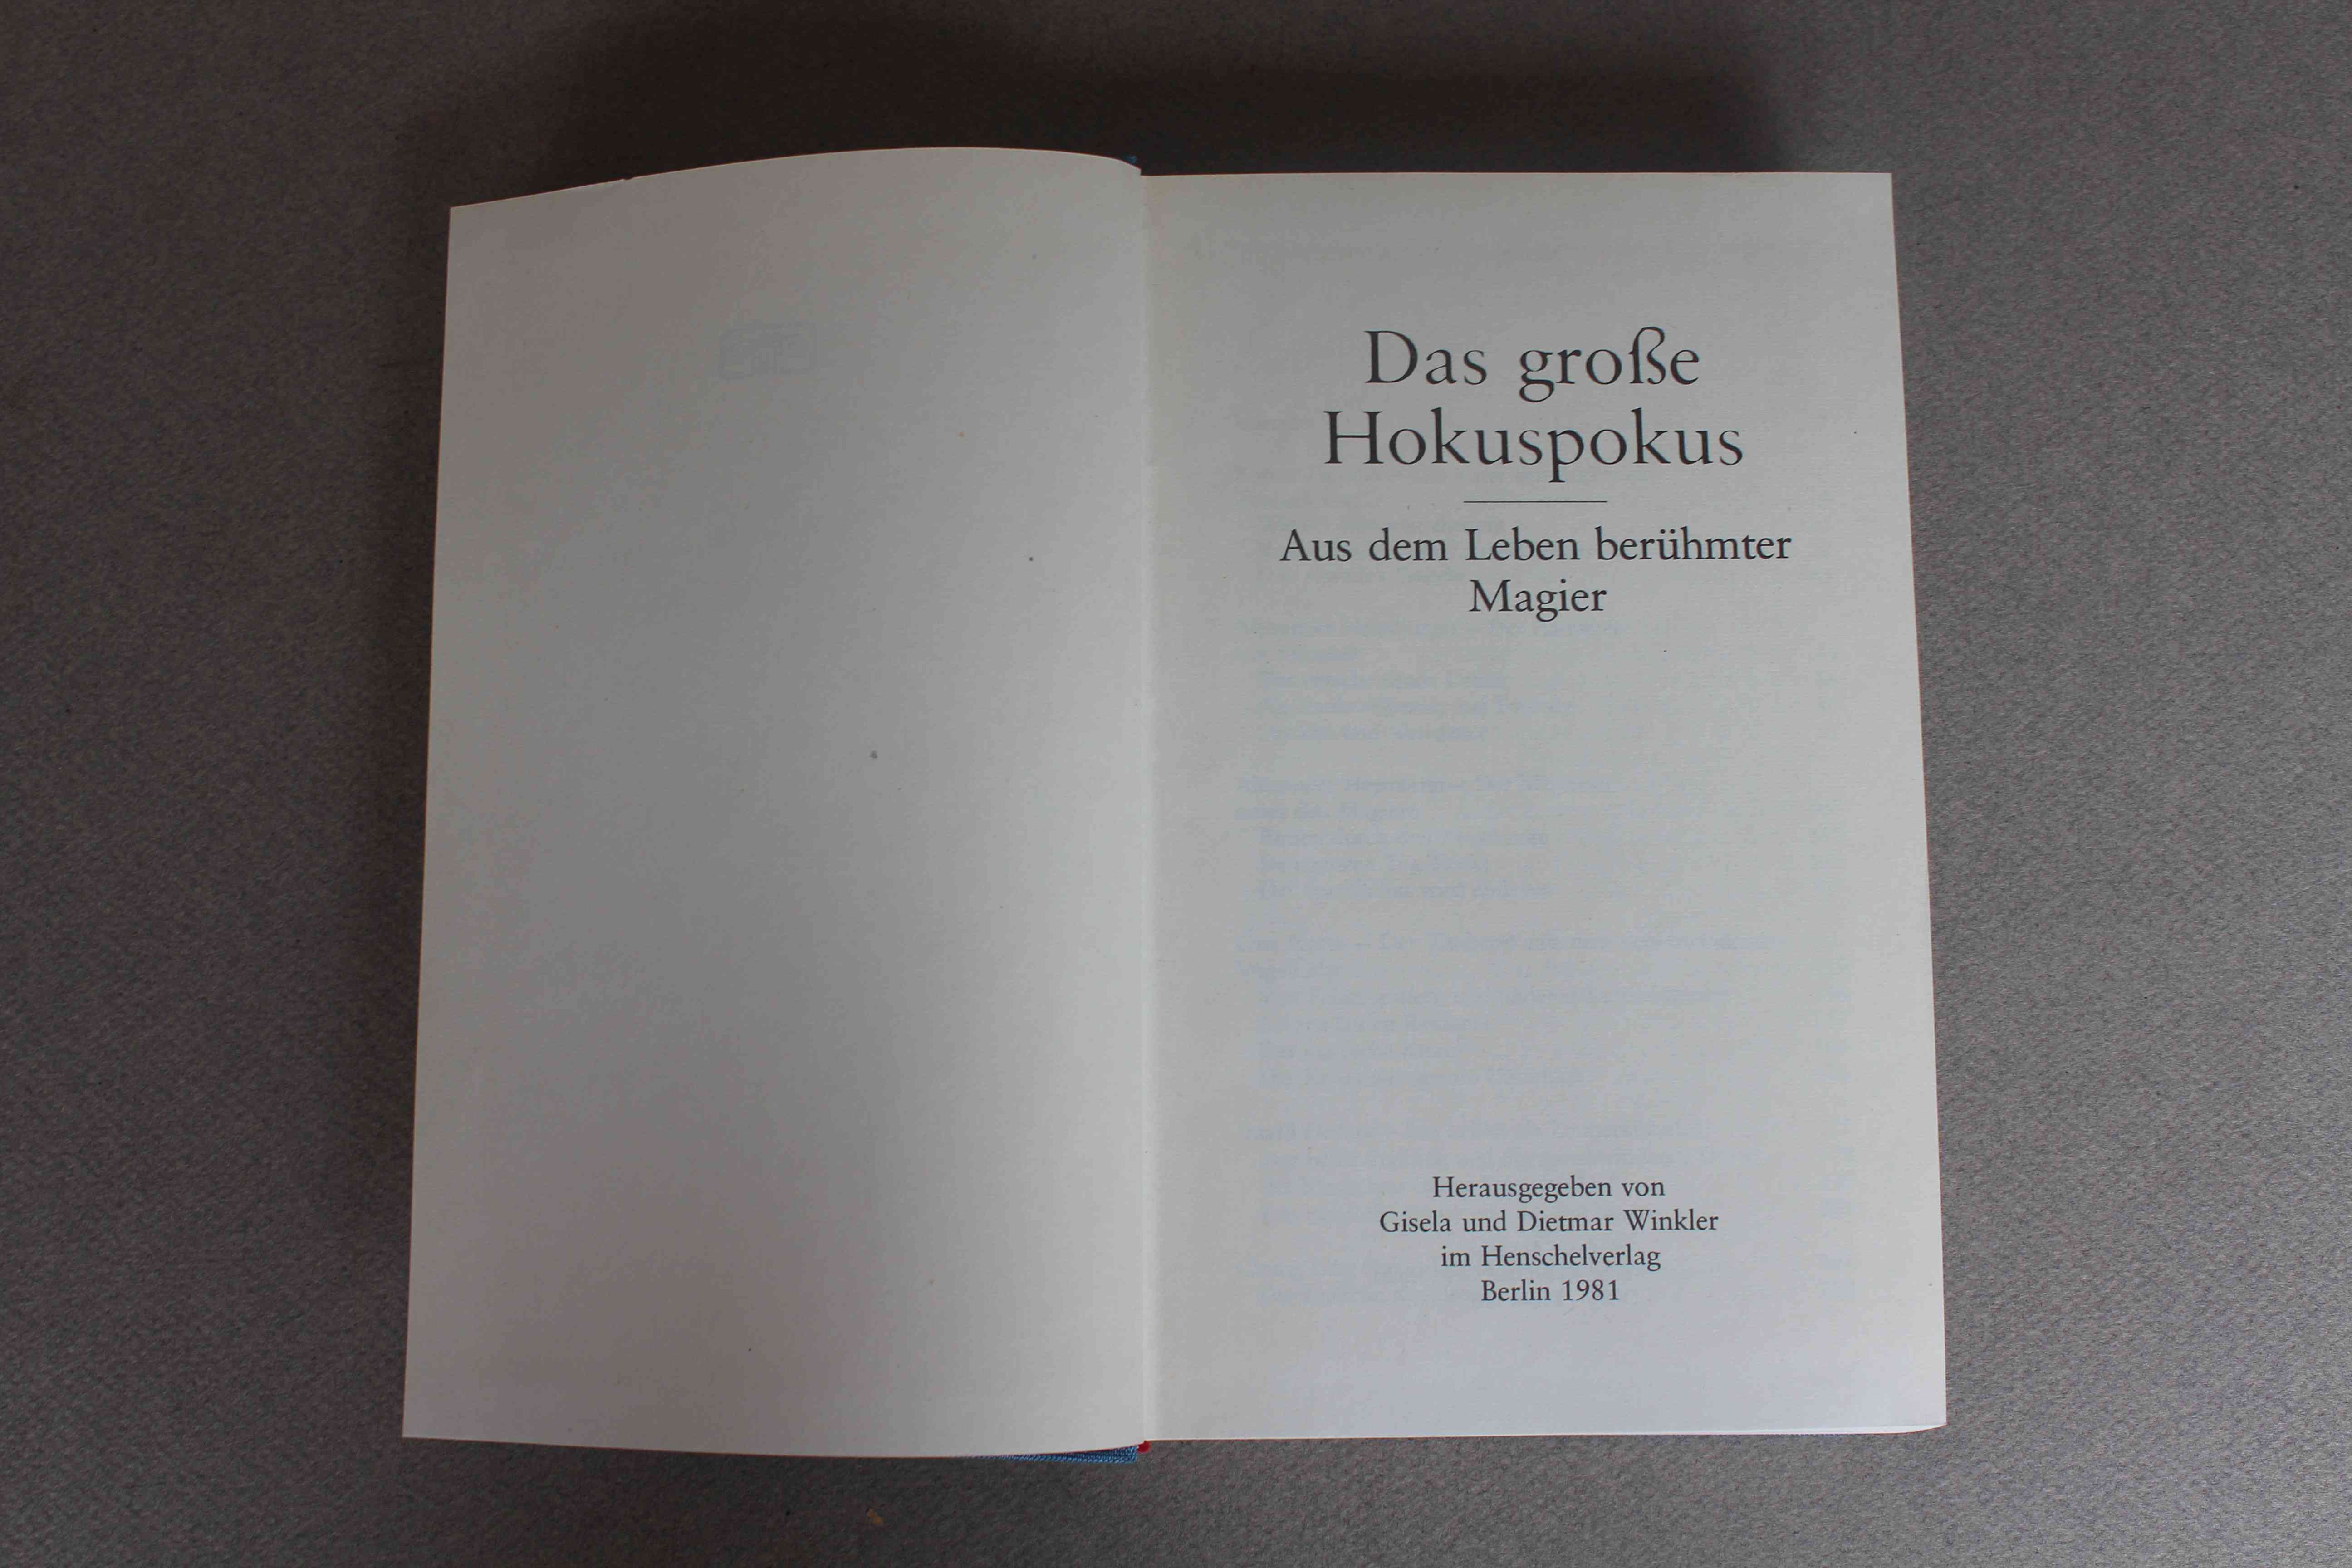 Das große
Hokuspokus
Aus dem Leben berühmter
Magier
Herausgegeben von
Gisela und Dietmar Winkler
im Henschelverlag
Berlin 1981